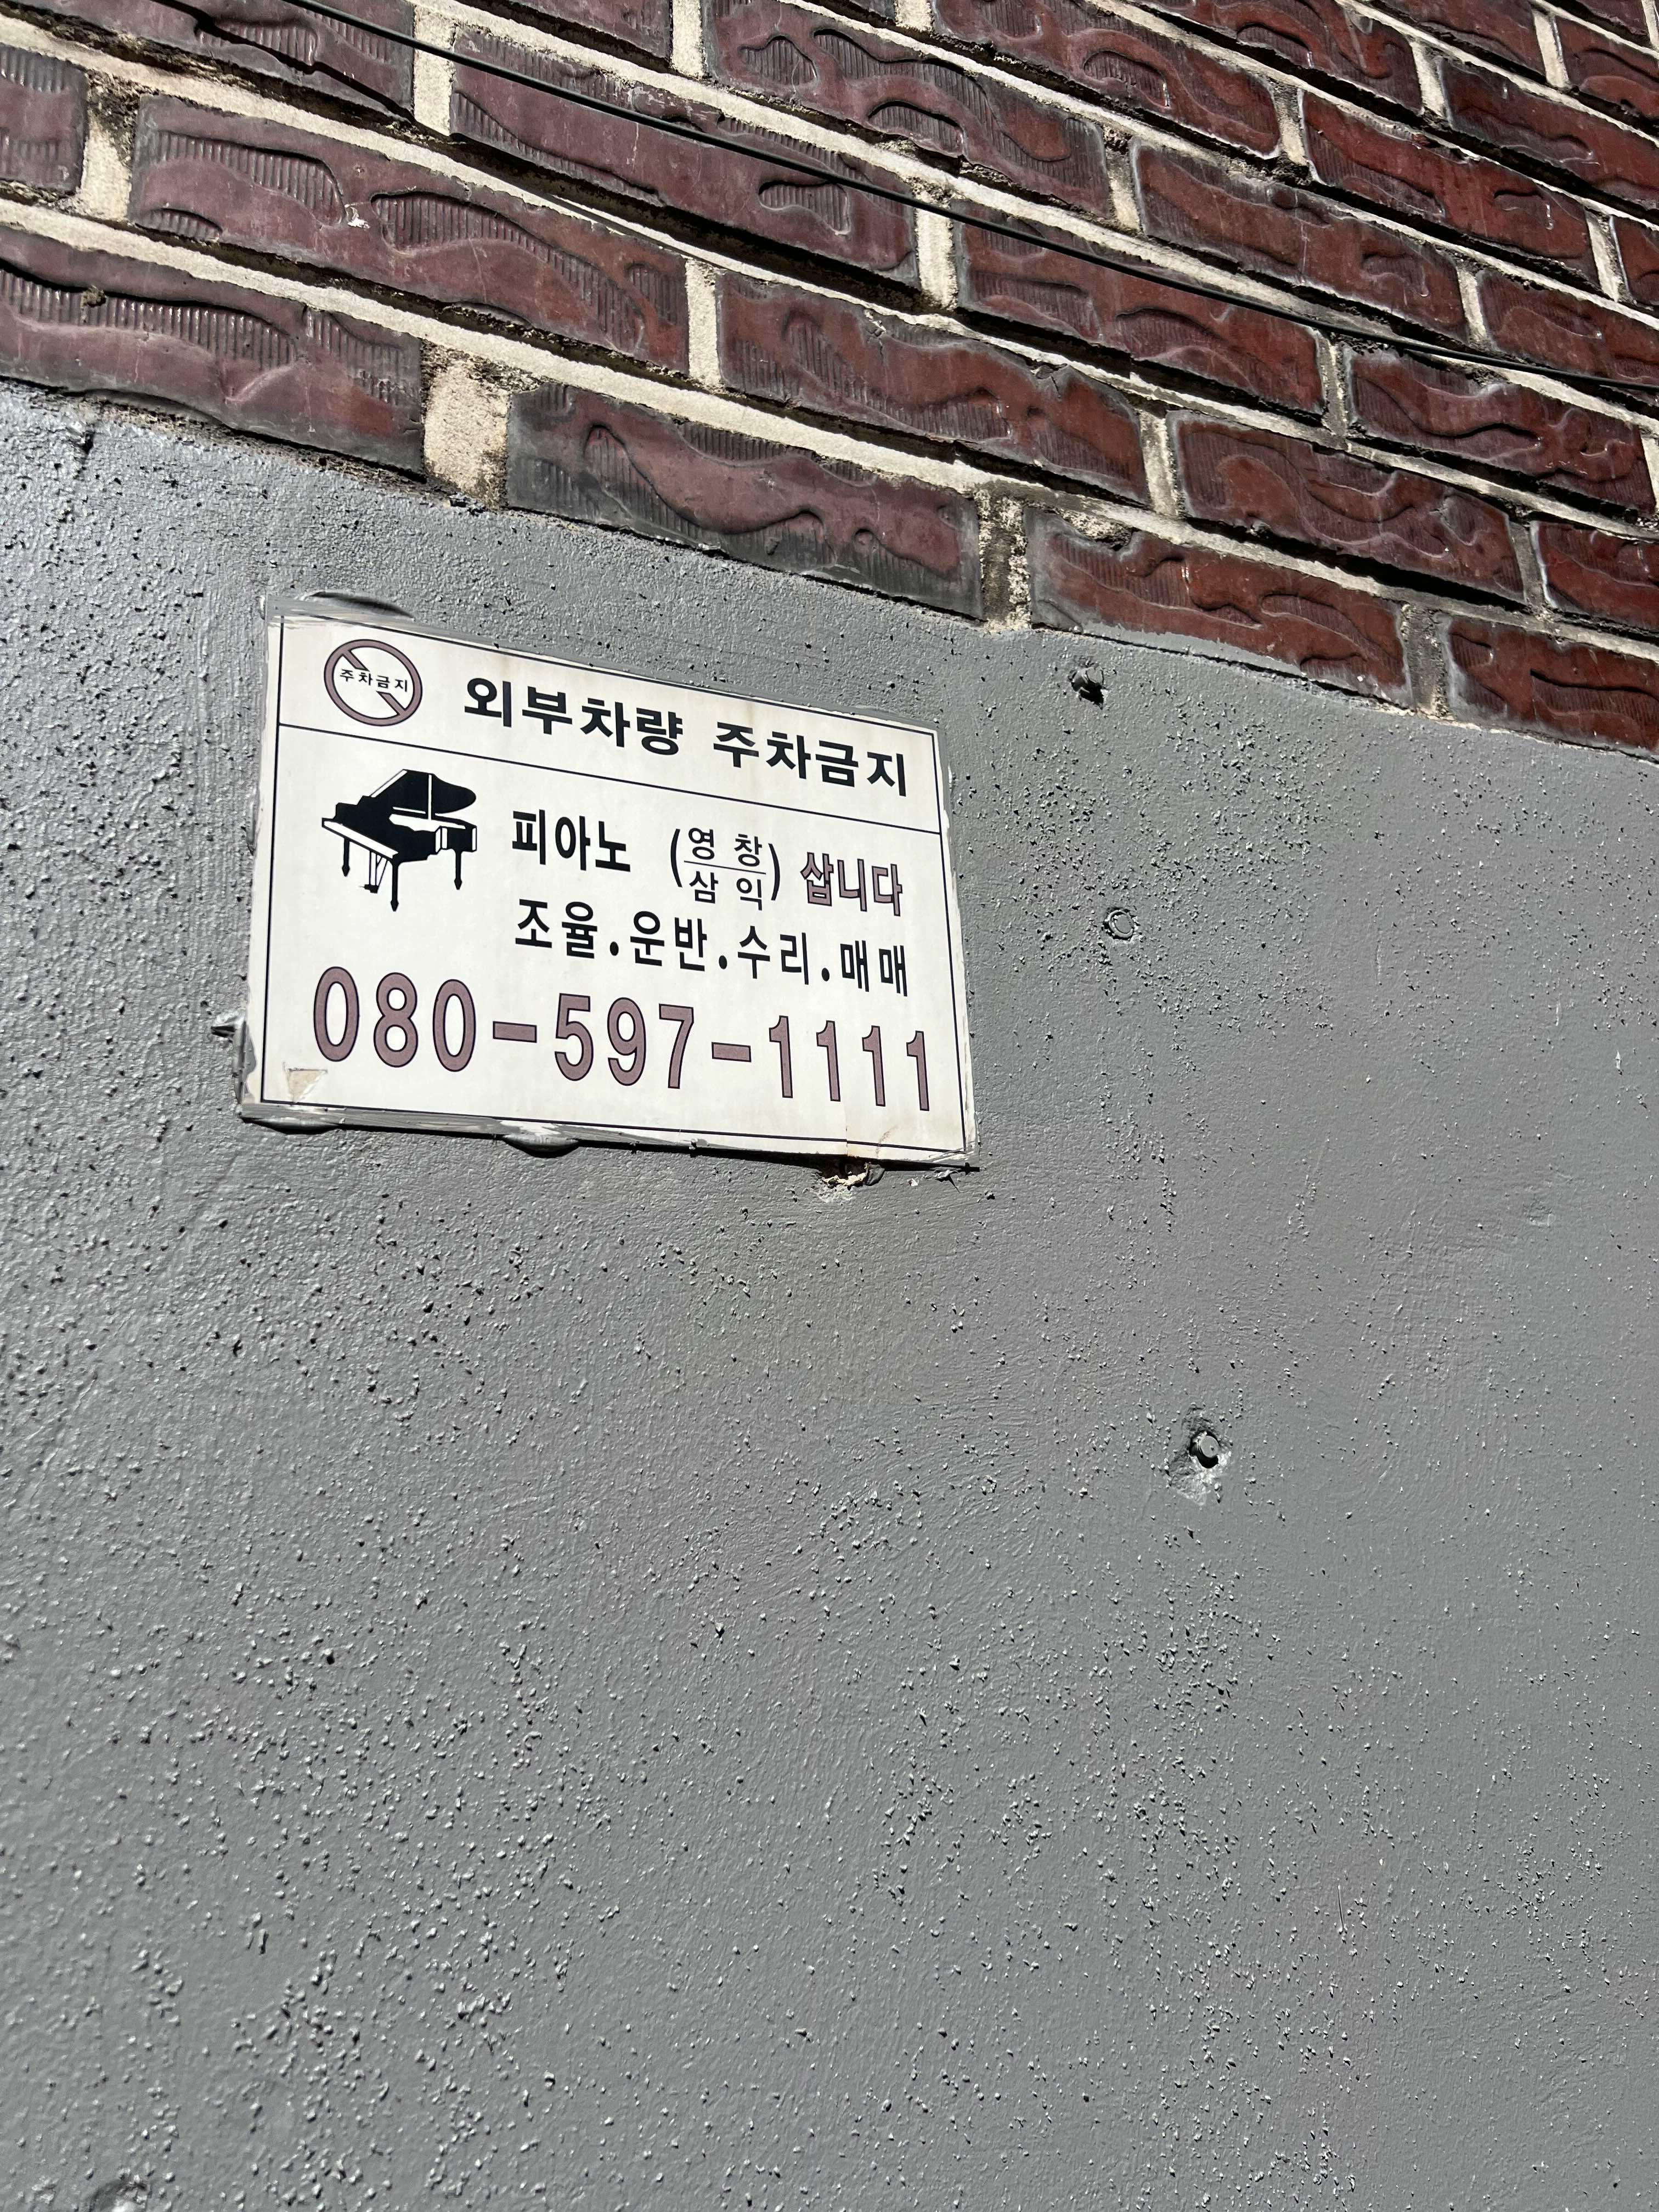 주차금지
외부차량 주차금지
피아노 (영창/삼익) 삽니다
조율.운반.수리.매매
080-597-1111